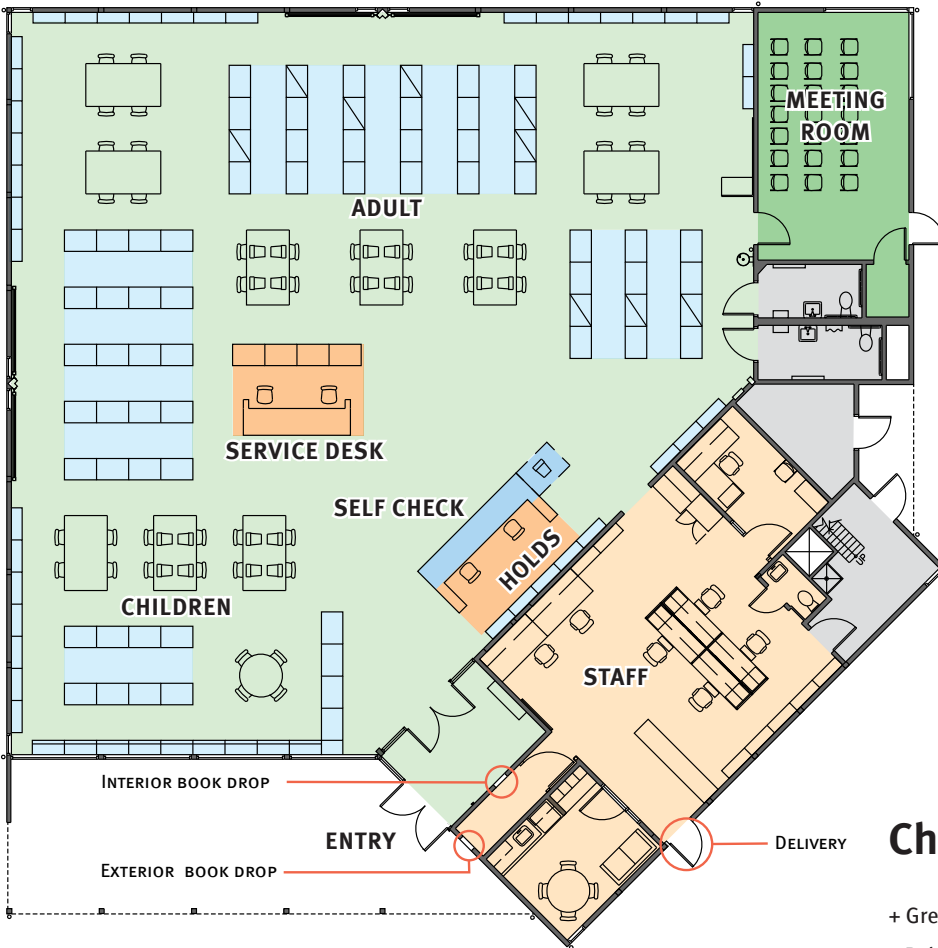 MEETING
ROOM
ADULT
SERVICE DESK
SELF CHECK
HOLDS
CHILDREN
STAFF
INTERIOR BOOK DROP
ENTRY
DELIVERY
EXTERIOR BOOK DROP
Ch
+ Gre